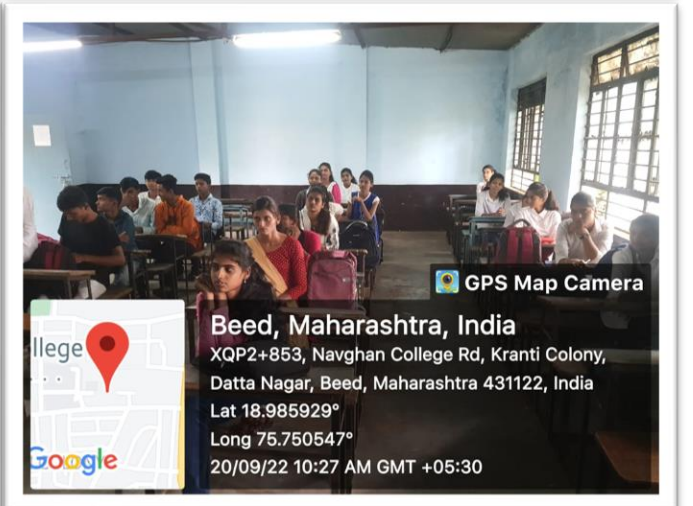 GPS Map Camera
llege
Google
Beed, Maharashtra, India
XQP2+853, Navghan College Rd, Kranti Colony,
Datta Nagar, Beed, Maharashtra 431122, India
Lat 18.985929°
Long 75.750547°
20/09/22 10:27 AM GMT +05:30